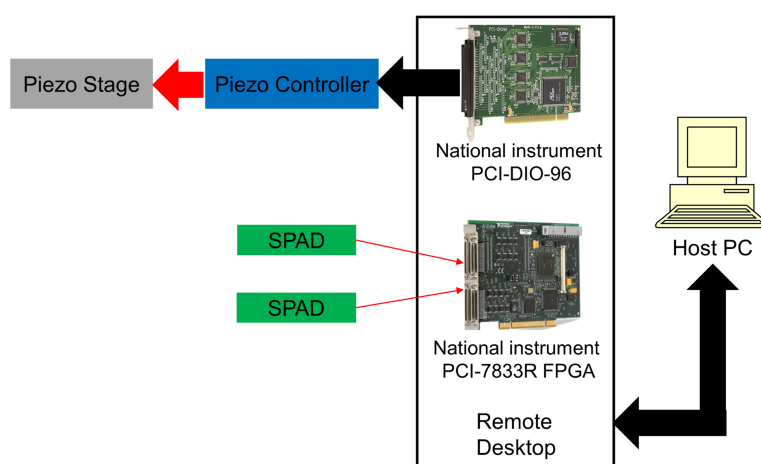 Piezo Stage
Piezo Controller
National instrument
PCI-DIO-96
SPAD
SPAD
National instrument
PCI-7833R FPGA
Host PC
Remote
Desktop